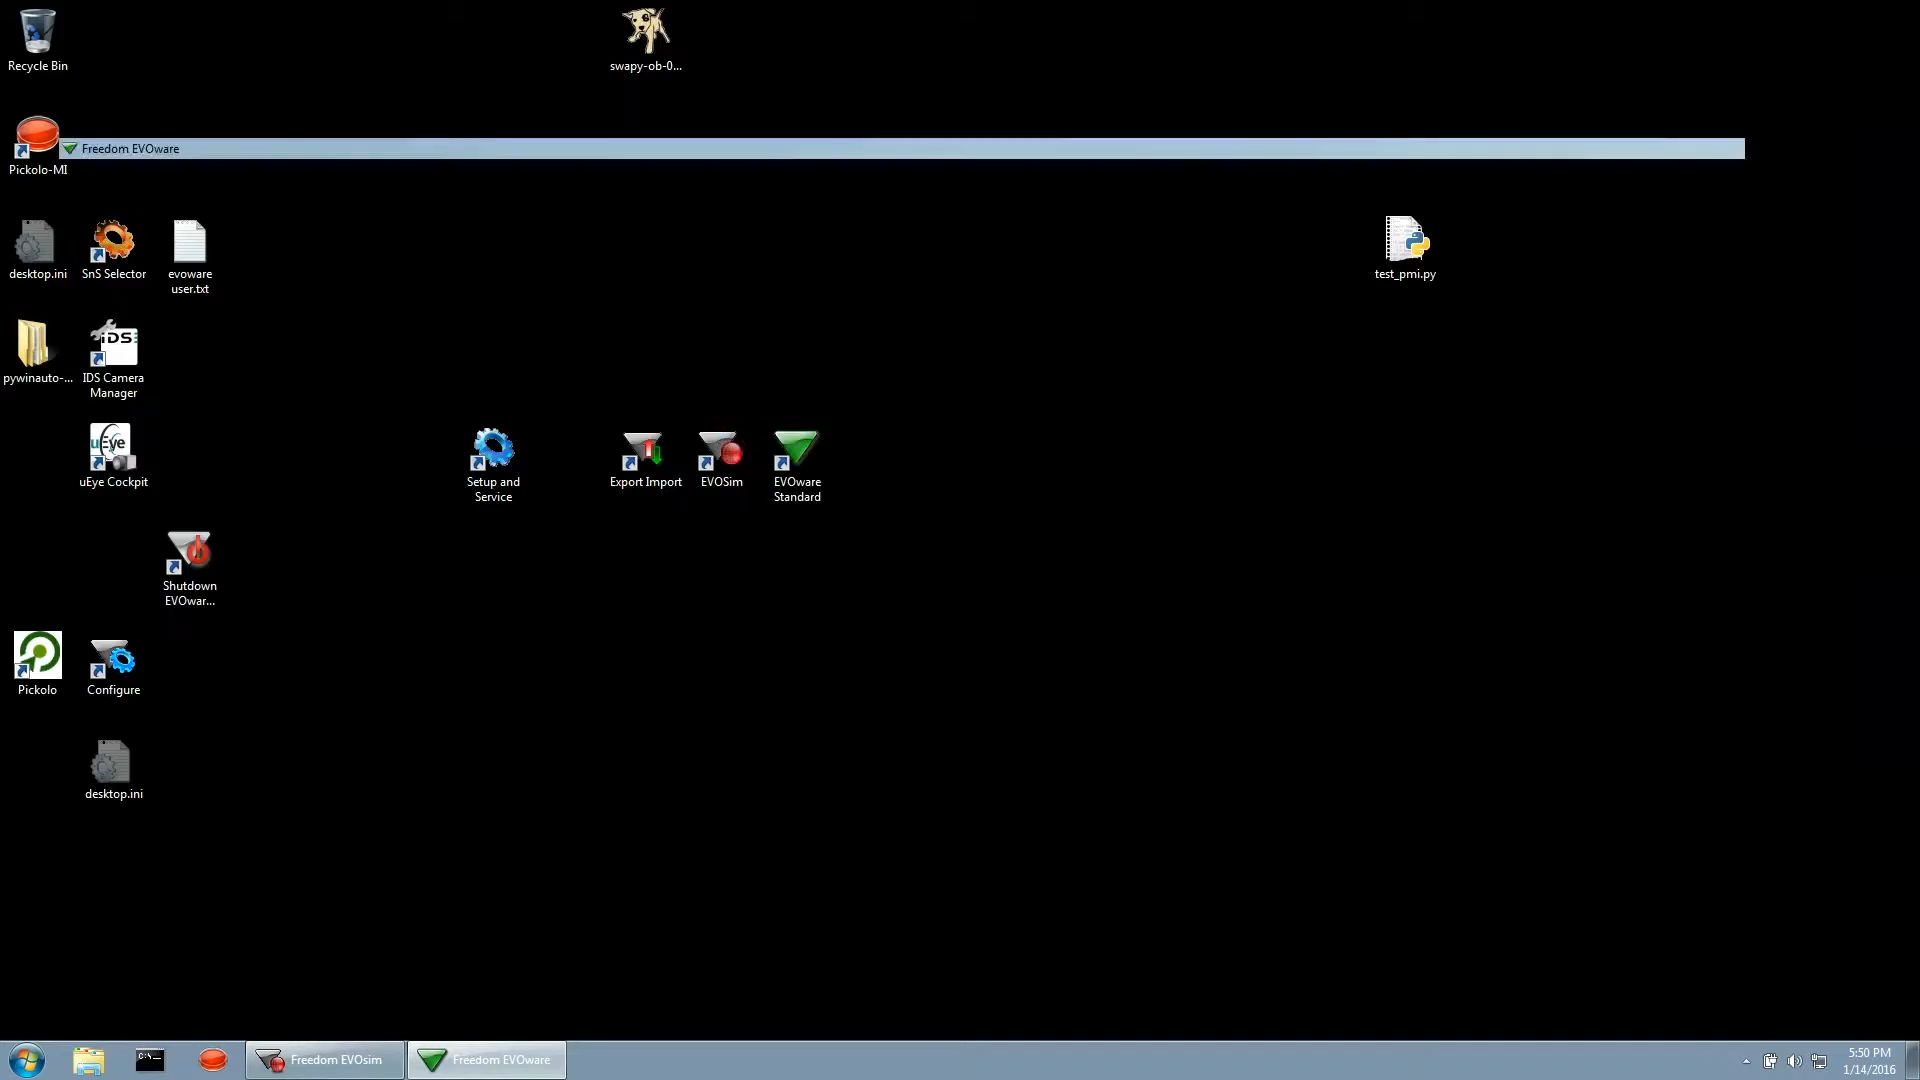 Recycle Bin
swapy-ob-0...
Pickolo-MI
Freedom EVOware
desktop.ini
SnS Selector
evoware
user.txt
test_pmi.py
pywinauto-...
iDS
IDS Camera
Manager
uEye
uEye Cockpit
Setup and
Service
Export Import
EVOSim
EVOware
Standard
Shutdown
EVOwar...
Pickolo
Configure
desktop.ini
C:\_
Freedom EVOsim
Freedom EVOware
5:50 PM
1/14/2016